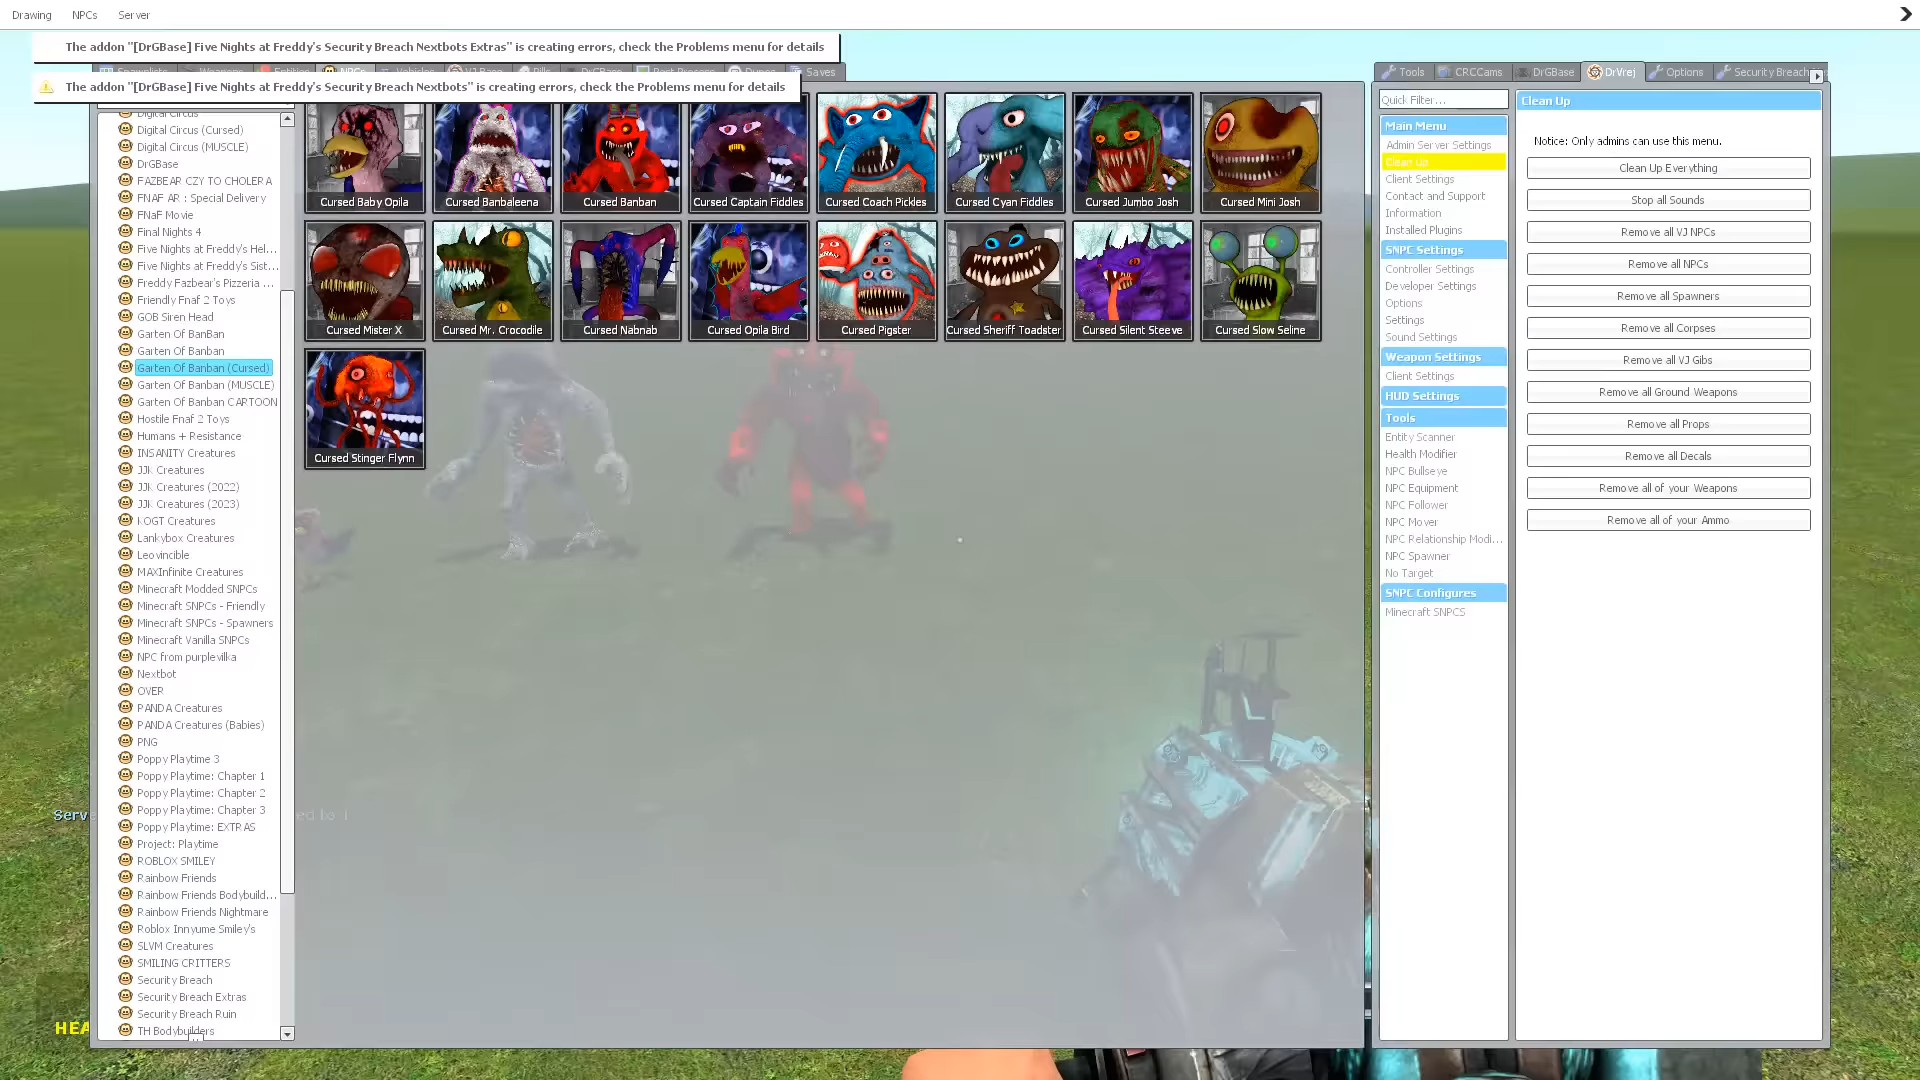 Drawing NPCs Server
The addon "[DrGBase] Five Nights at Freddy's Security Breach Nextbots Extras" is creating errors, check the Problems menu for details
The addon "[DrGBase] Five Nights at Freddy's Security Breach Nextbots" is creating errors, check the Problems menu for details
Saves
Digital Circus
Digital Circus (Cursed)
Digital Circus (MUSCLE)
DrGBase
FAZBEAR CZY TO CHOLERA
FNAF AR : Special Delivery
FNaF Movie
Final Nights 4
Five Nights at Freddy's Hel...
Five Nights at Freddy's Sist...
Freddy Fazbear's Pizzeria ...
Friendly Fnaf 2 Toys
GOB Siren Head
Garten Of BanBan
Garten Of Banban
Garten Of Banban (Cursed)
Garten Of Banban (MUSCLE)
Garten Of Banban CARTOON
Hostile Fnaf 2 Toys
Humans + Resistance
INSANITY Creatures
JJK Creatures
JJK Creatures (2022)
JJK Creatures (2023)
KOGT Creatures
Lankybox Creatures
Leovincible
MAXInfinite Creatures
Minecraft Modded SNPCs
Minecraft SNPCs - Friendly
Minecraft SNPCs - Spawners
Minecraft Vanilla SNPCs
NPC from purplevilka
Nextbot
OVER
PANDA Creatures
PANDA Creatures (Babies)
PNG
Poppy Playtime 3
Poppy Playtime: Chapter 1
Poppy Playtime: Chapter 2
Poppy Playtime: Chapter 3
Poppy Playtime: EXTRAS
Project: Playtime
ROBLOX SMILEY
Rainbow Friends
Rainbow Friends Bodybuild...
Rainbow Friends Nightmare
Roblox Innyume Smiley's
SLVM Creatures
SMILING CRITTERS
Security Breach
Security Breach Extras
Security Breach Ruin
TH Bodybuilders
Cursed Baby Opila
Cursed Banbaleena
Cursed Banban
Cursed Captain Fiddles
Cursed Coach Pickles
Cursed Cyan Fiddles
Cursed Jumbo Josh
Cursed Mini Josh
Cursed Mister X
Cursed Mr. Crocodile
Cursed Nabnab
Cursed Opila Bird
Cursed Pigster
Cursed Sheriff Toadster
Cursed Silent Steeve
Cursed Slow Seline
Cursed Stinger Flynn
Serv
ed to
HEA
Tools CRCCams DrGBase DrVrej Options Security Breach
Quick Filter...
Main Menu
Admin Server Settings
Clean Up
Client Settings
Contact and Support
Information
Installed Plugins
SNPC Settings
Controller Settings
Developer Settings
Options
Settings
Sound Settings
Weapon Settings
Client Settings
HUD Settings
Tools
Entity Scanner
Health Modifier
NPC Bullseye
NPC Equipment
NPC Follower
NPC Mover
NPC Relationship Modi...
NPC Spawner
No Target
SNPC Configures
Minecraft SNPCS
Clean Up
Notice: Only admins can use this menu.
Clean Up Everything
Stop all Sounds
Remove all VJ NPCs
Remove all NPCs
Remove all Spawners
Remove all Corpses
Remove all VJ Gibs
Remove all Ground Weapons
Remove all Props
Remove all Decals
Remove all of your Weapons
Remove all of your Ammo